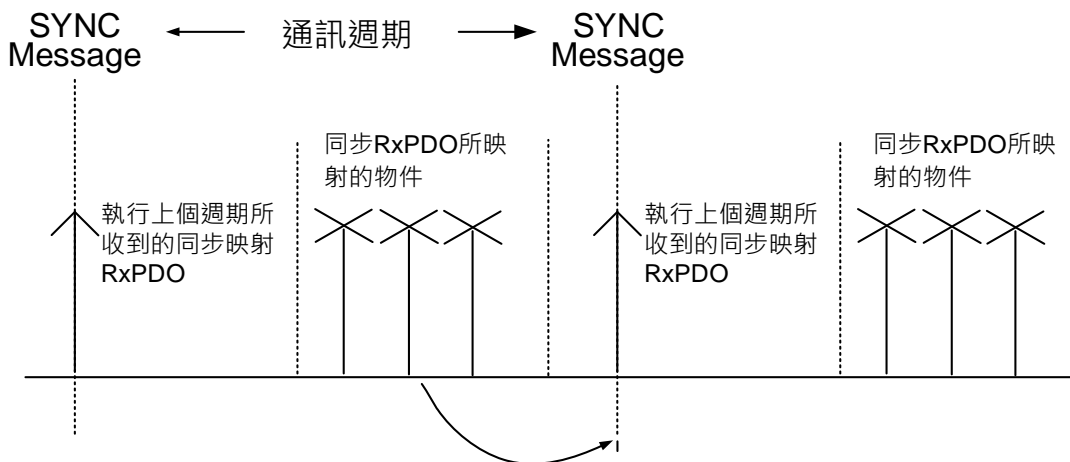 SYNC
Message
通訊週期
SYNC
Message
同步RxPDO所映
射的物件
同步RxPDO所映
射的物件
執行上個週期所
收到的同步映射
RxPDO
執行上個週期所
收到的同步映射
RxPDO